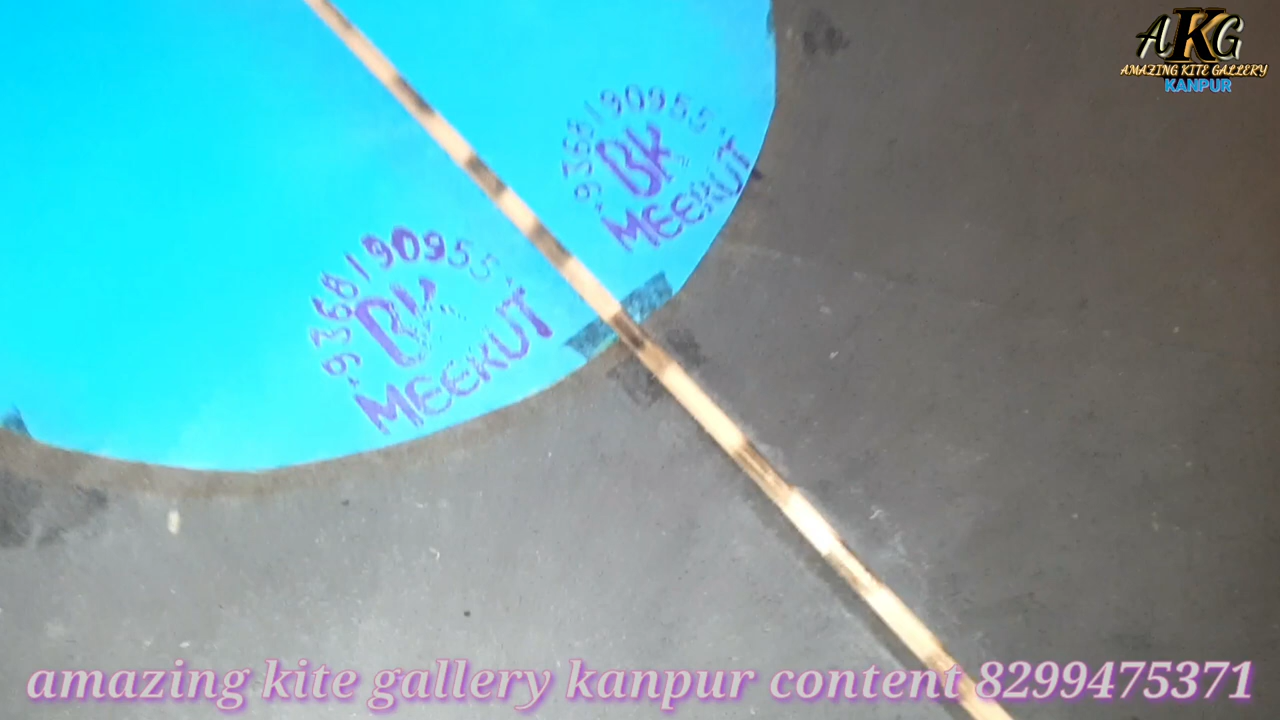 AKG
AMAZING KITE GALLERY
KANPUR
9368190955
BK
MEERUT
9368190955
BK
MEERUT
amazing kite gallery kanpur content 8299475371